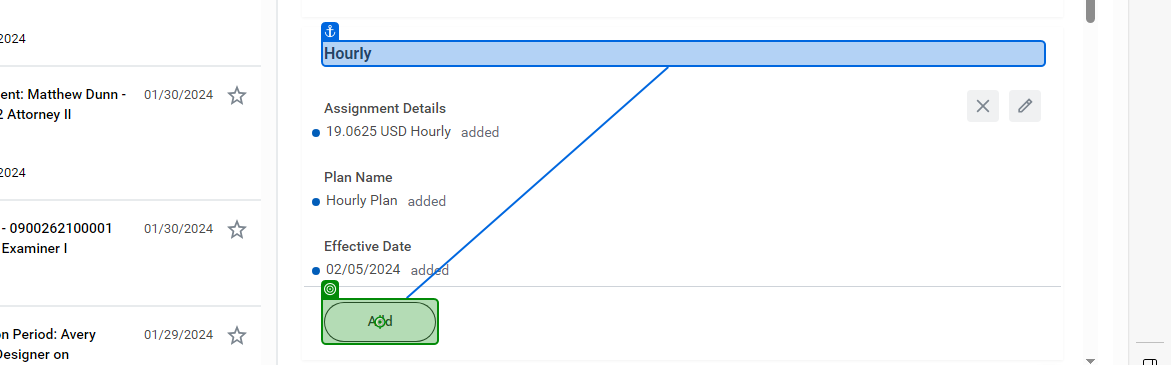 2024
ent: Matthew Dunn -
01/30/2024
2 Attorney II
2024
- 0900262100001
01/30/2024
Examiner I
on Period: Avery
01/29/2024
Designer on
Hourly
Assignment Details
19.0625 USD Hourly added
Plan Name
Hourly Plan added
Effective Date
02/05/2024 added
Add